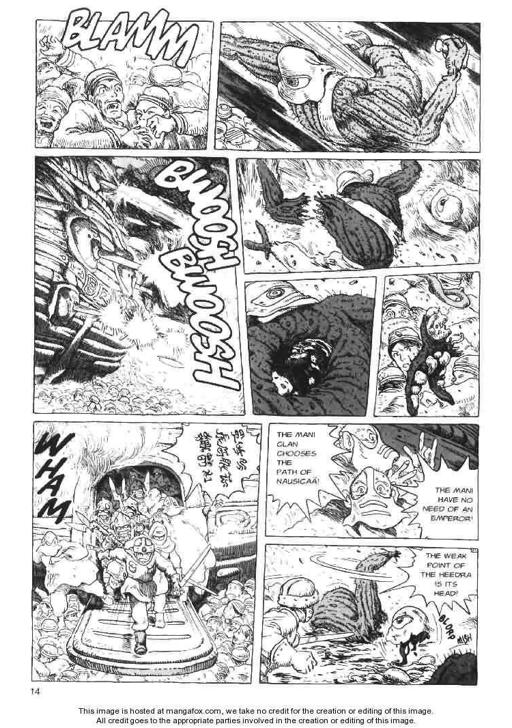 BLAMM
BWOOSH
BWOOOSH
WHAM
THE MANI
CLAN
CHOOSES
THE
PATH OF
NAUSICAÄ!
THE MANI
HAVE NO
NEED OF AN
EMPEROR!
THE WEAK
POINT OF
THE HEEDRA
IS ITS
HEAD!
BLORP
14
This image is hosted at mangafox.com, we take no credit for the creation or editing of this image.
All credit goes to the appropriate parties involved in the creation or editing of this image.